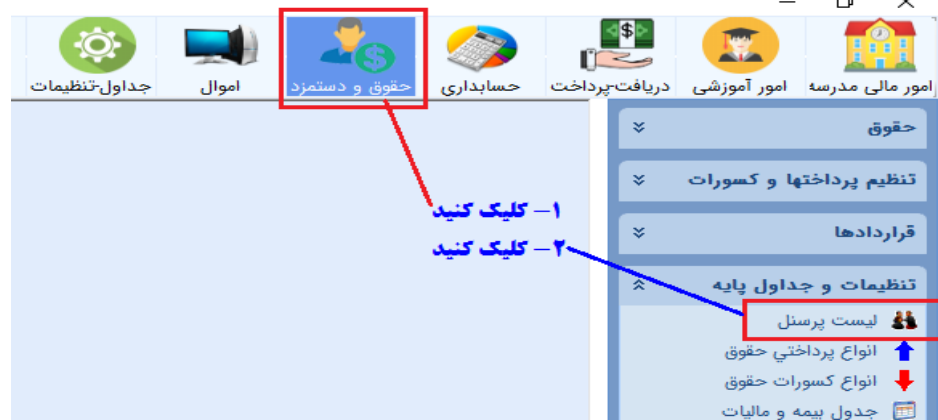 امور مالی مدرسه امور آموزشی دریافت-پرداخت حسابداری حقوق و دستمزد اموال جداول-تنظیمات
حقوق
تنظیم پرداختها و کسورات
۱– کلیک کنید
قراردادها
۲– کلیک کنید
تنظیمات و جداول پایه
لیست پرسنل
انواع پرداختي حقوق
انواع کسورات حقوق
جدول بیمه و مالیات